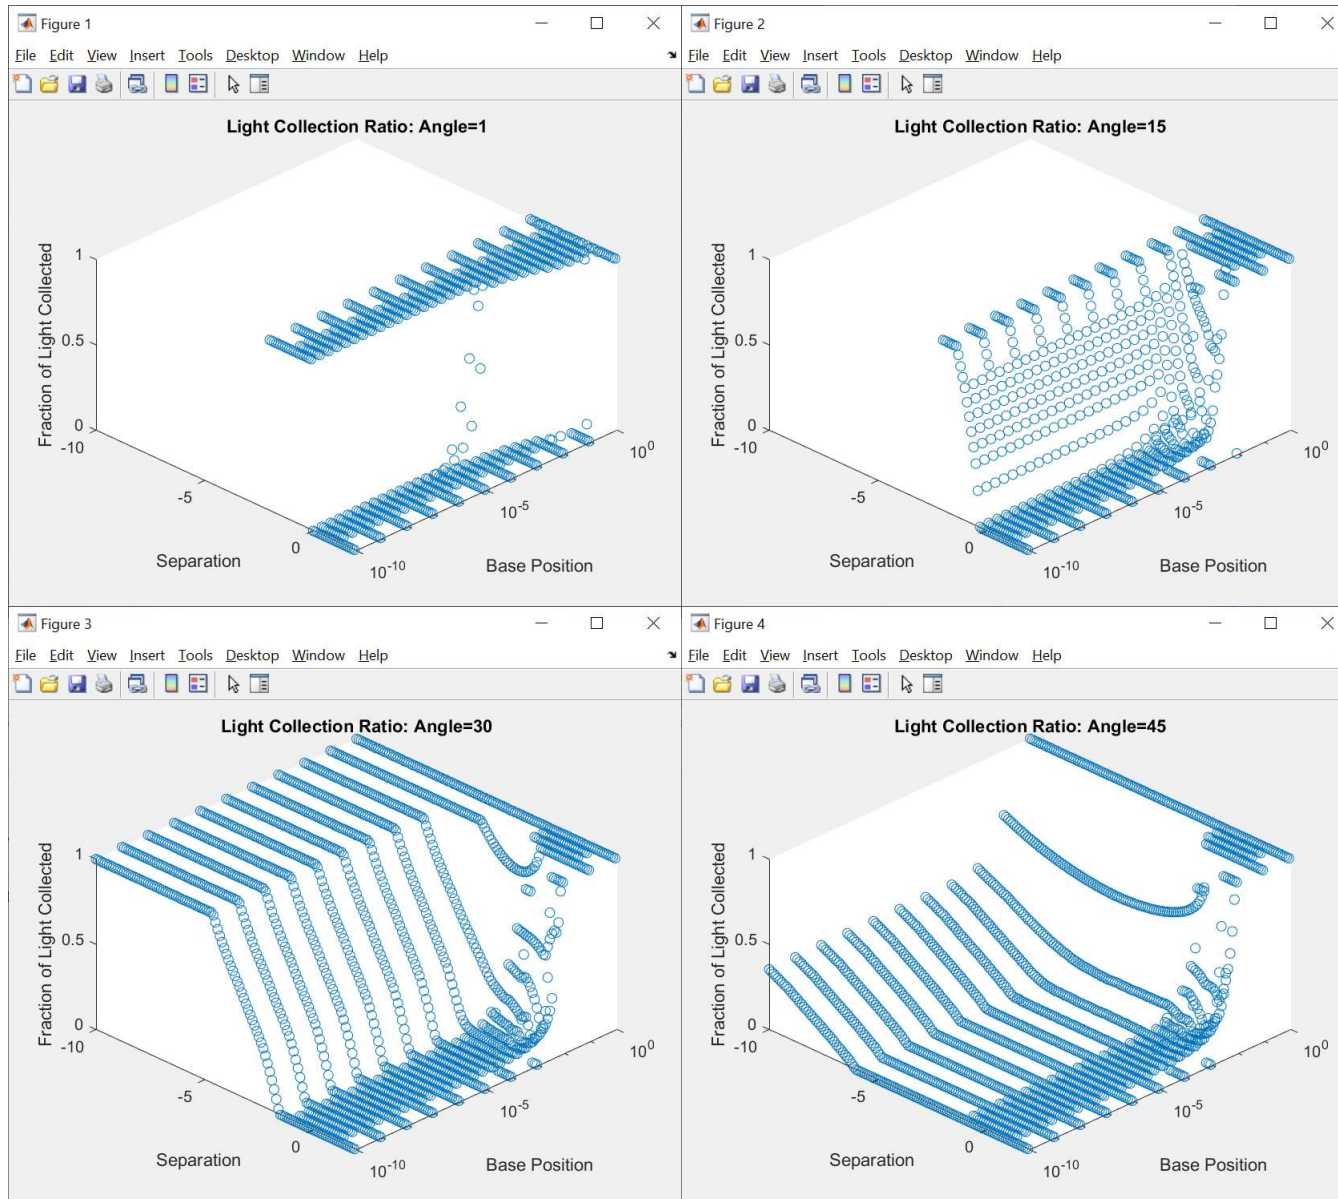 Figure 1
File Edit View Insert Tools Desktop Window Help
Light Collection Ratio: Angle=1
Fraction of Light Collected
1
0.5
0
-10
-5
0
Separation
10^0
10^-5
10^-10
Base Position
Figure 2
File Edit View Insert Tools Desktop Window Help
Light Collection Ratio: Angle=15
Fraction of Light Collected
1
0.5
0
-10
-5
0
Separation
10^0
10^-5
10^-10
Base Position
Figure 3
File Edit View Insert Tools Desktop Window Help
Light Collection Ratio: Angle=30
Fraction of Light Collected
1
0.5
0
-10
-5
0
Separation
10^0
10^-5
10^-10
Base Position
Figure 4
File Edit View Insert Tools Desktop Window Help
Light Collection Ratio: Angle=45
Fraction of Light Collected
1
0.5
0
-10
-5
0
Separation
10^0
10^-5
10^-10
Base Position